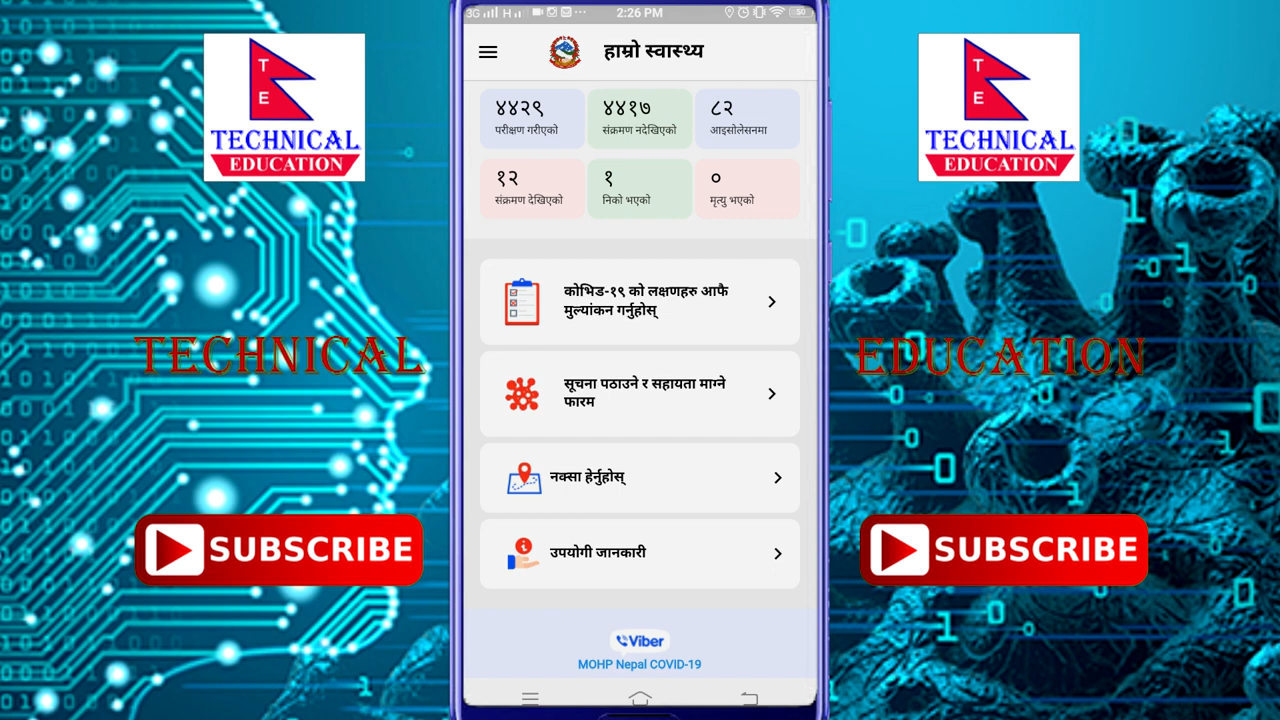 3G H 2:26 PM 50
हाम्रो स्वास्थ्य
४४२९ ४४१७ ८२
परीक्षण गरीएको संक्रमण नदेखिएको आइसोलेसनमा
१२ १ ०
संक्रमण देखिएको निको भएको मृत्यु भएको
कोभिड-१९ को लक्षणहरु आफै
मुल्यांकन गर्नुहोस्
सूचना पठाउने र सहायता माग्ने
फारम
नक्सा हेर्नुहोस्
उपयोगी जानकारी
Viber
MOHP Nepal COVID-19
T
E
TECHNICAL
EDUCATION
TECHNICAL
SUBSCRIBE
T
E
TECHNICAL
EDUCATION
EDUCATION
SUBSCRIBE